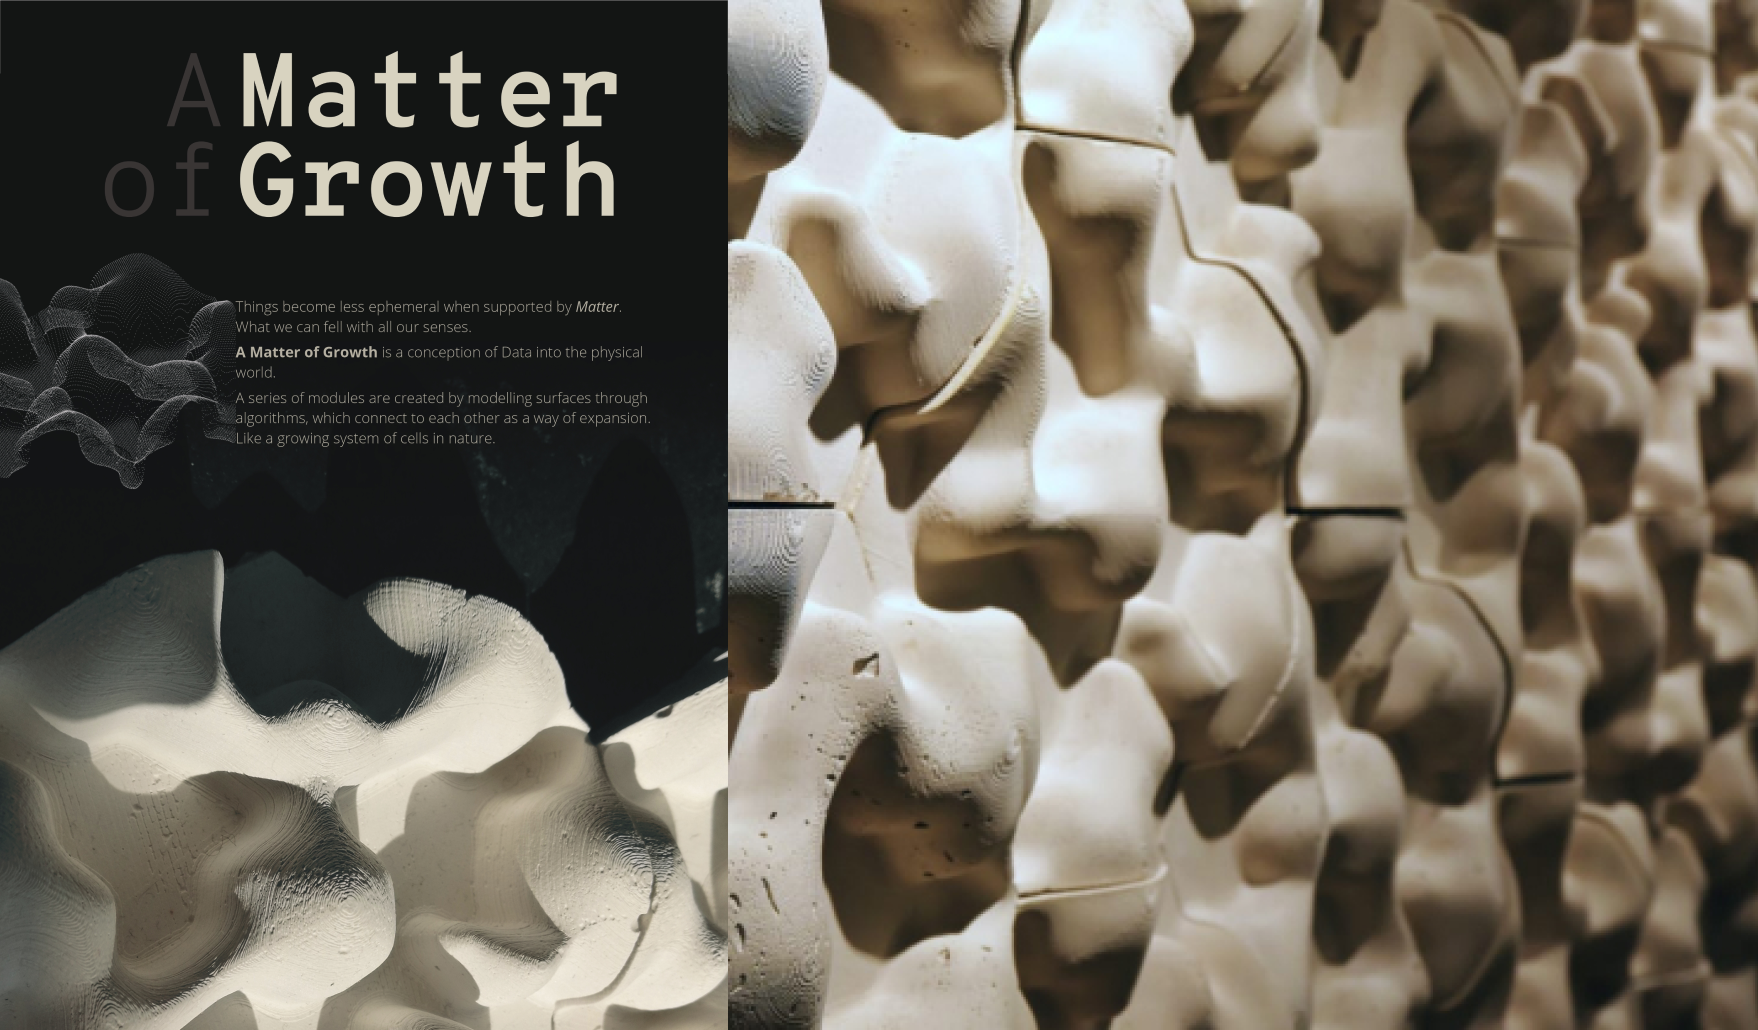 A Matter
of Growth
Things become less ephemeral when supported by Matter.
What we can fell with all our senses.
A Matter of Growth is a conception of Data into the physical
world.
A series of modules are created by modelling surfaces through
algorithms, which connect to each other as a way of expansion.
Like a growing system of cells in nature.